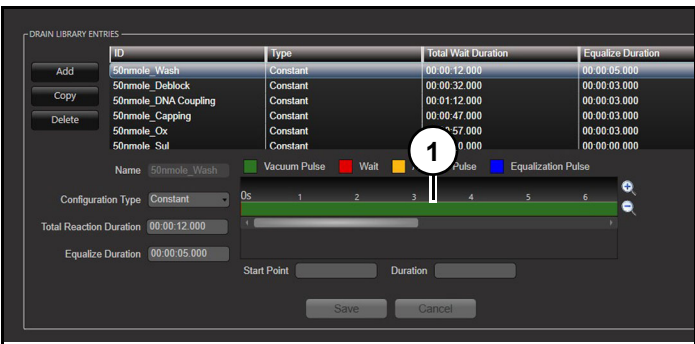 DRAIN LIBRARY ENTRIES
ID Type Total Wait Duration Equalize Duration
Add 50nmole_Wash Constant 00:00:12.000 00:00:05.000
50nmole_Deblock Constant 00:00:32.000 00:00:03.000
Copy 50nmole_DNA Coupling Constant 00:01:12.000 00:00:03.000
50nmole_Capping Constant 00:00:47.000 00:00:03.000
Delete 50nmole_Ox Constant :57.000 00:00:03.000
50nmole_Sul Constant 0.000 00:00:03.000
1
Name 50nmole_Wash Vacuum Pulse Wait Pulse Equalization Pulse
Configuration Type Constant 0s 1 2 3 4 5 6
Total Reaction Duration 00:00:12.000
Equalize Duration 00:00:05.000
Start Point Duration
Save Cancel